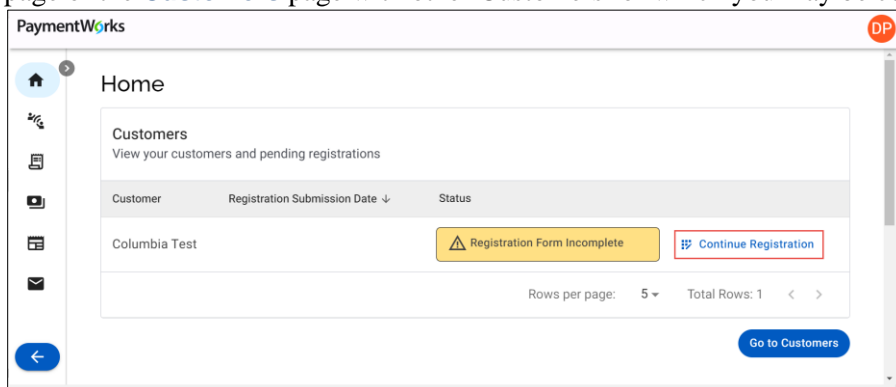 PaymentWorks
DP
Home
Customers
View your customers and pending registrations
Customer Registration Submission Date ↓ Status
Columbia Test Registration Form Incomplete Continue Registration
Rows per page: 5 Total Rows: 1 < >
Go to Customers